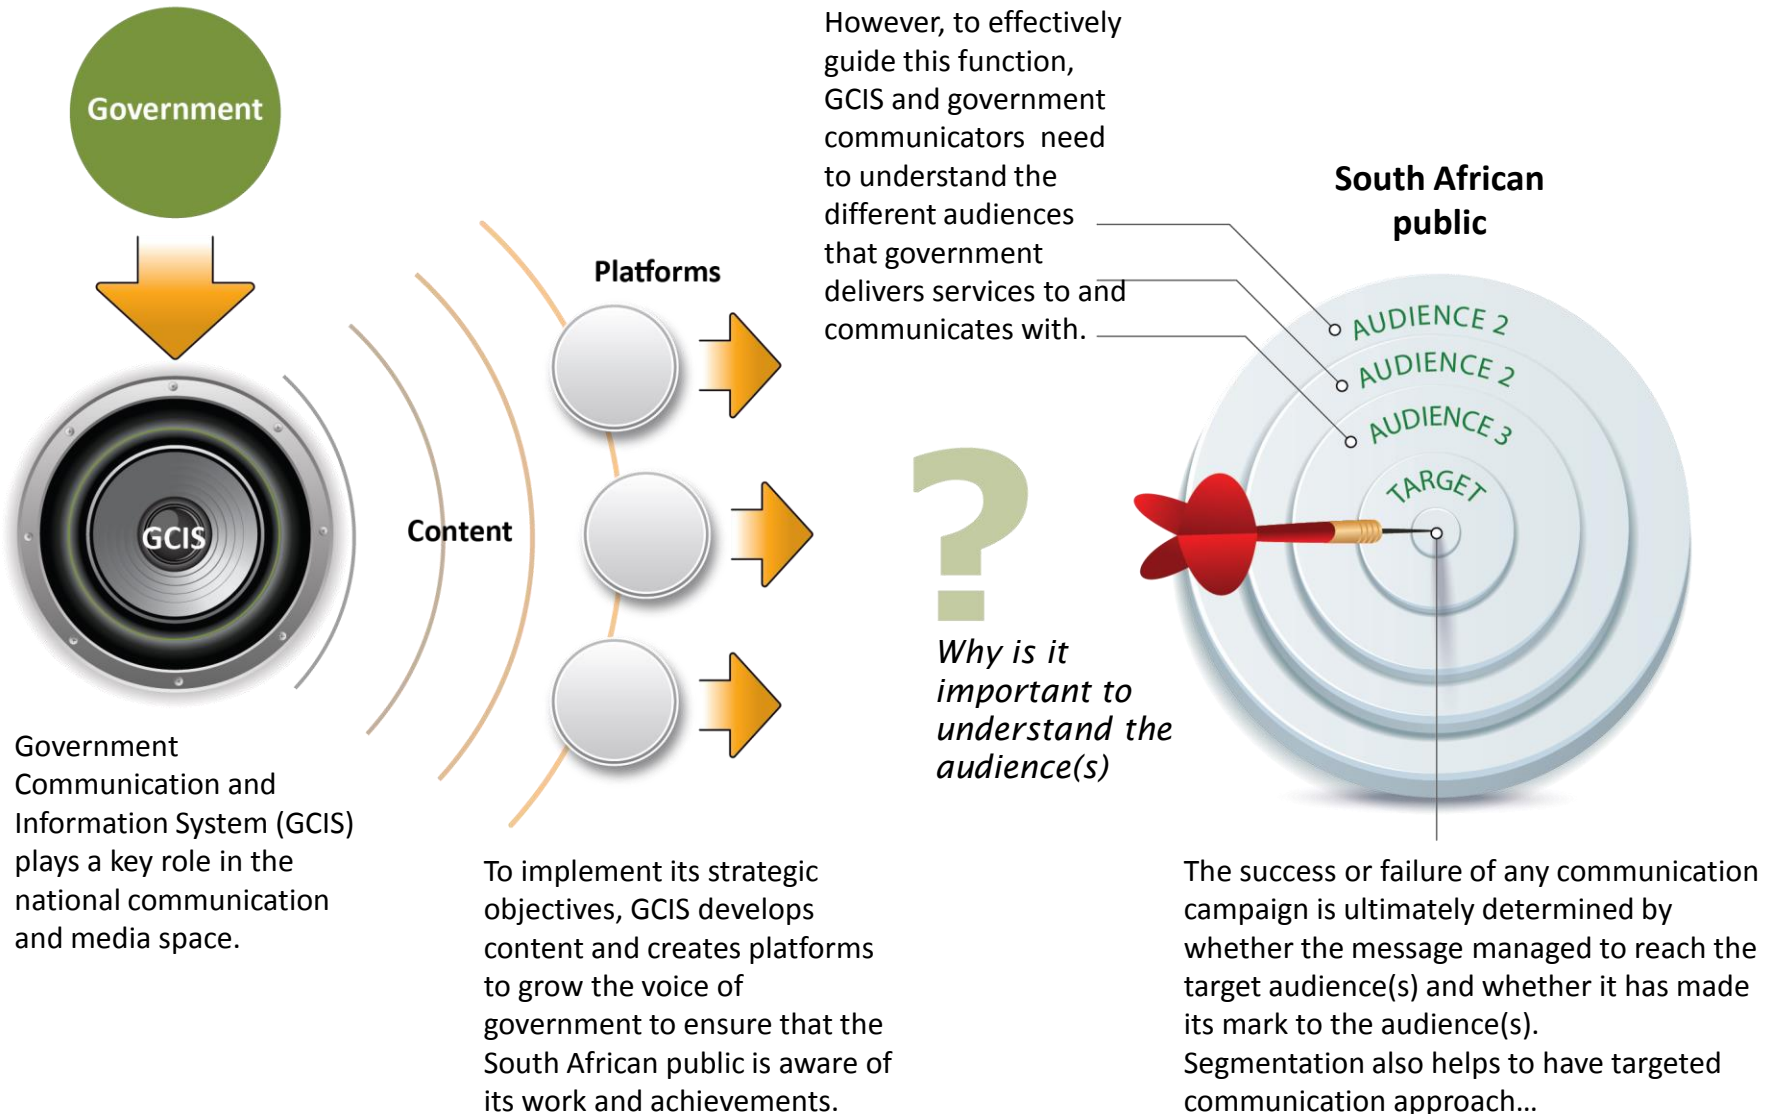 Government
GCIS
Government
Communication and
Information System (GCIS)
plays a key role in the
national communication
and media space.
Content
Platforms
To implement its strategic
objectives, GCIS develops
content and creates platforms
to grow the voice of
government to ensure that the
South African public is aware of
its work and achievements.
However, to effectively
guide this function,
GCIS and government
communicators  need
to understand the
different audiences
that government
delivers services to and
communicates with.
?
Why is it
important to
understand the
audience(s)
South African
public
AUDIENCE 2
AUDIENCE 2
AUDIENCE 3
TARGET
The success or failure of any communication
campaign is ultimately determined by
whether the message managed to reach the
target audience(s) and whether it has made
its mark to the audience(s).
Segmentation also helps to have targeted
communication approach…